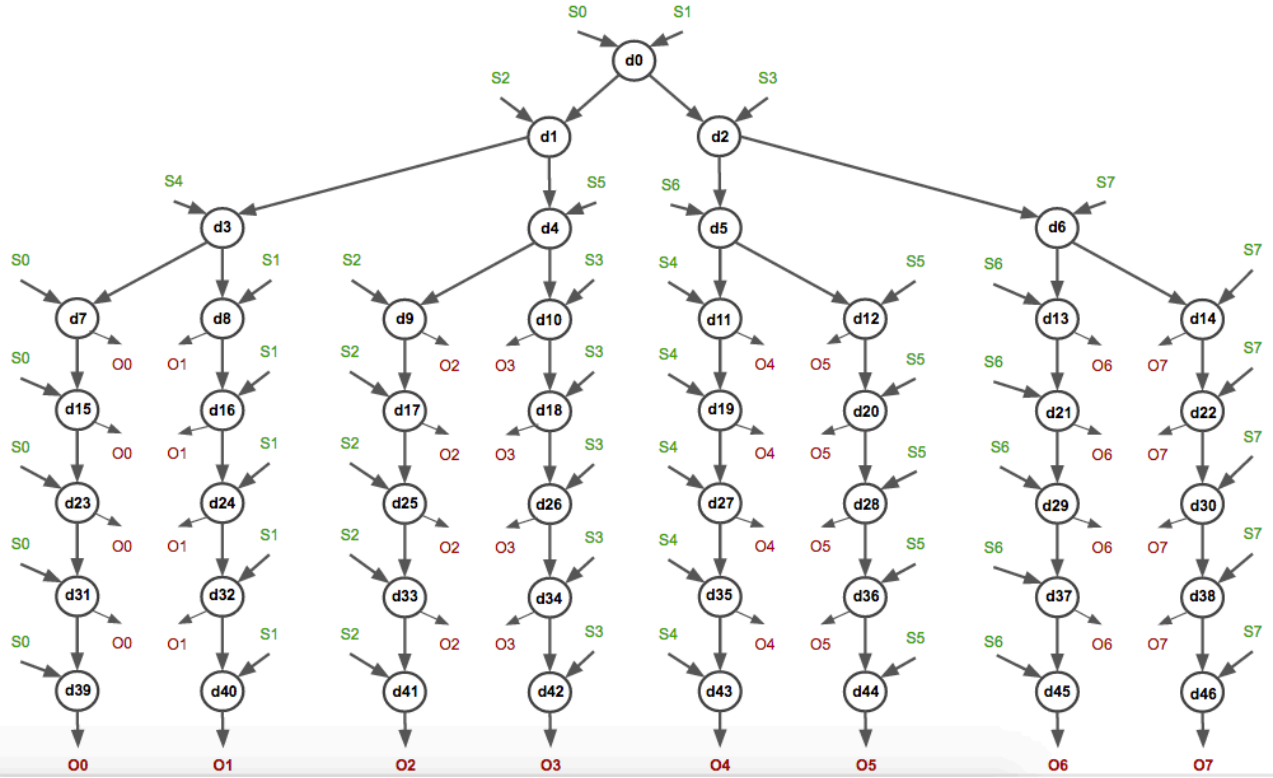 S0 S1
d0
S2 S3
d1 d2
S4 S5 S6 S7
d3 d4 d5 d6
S0 S1 S2 S3 S4 S5 S6 S7
d7 d8 d9 d10 d11 d12 d13 d14
O0 O1 O2 O3 O4 O5 O6 O7
S0 S1 S2 S3 S4 S5 S6 S7
d15 d16 d17 d18 d19 d20 d21 d22
O0 O1 O2 O3 O4 O5 O6 O7
S0 S1 S2 S3 S4 S5 S6 S7
d23 d24 d25 d26 d27 d28 d29 d30
O0 O1 O2 O3 O4 O5 O6 O7
S0 S1 S2 S3 S4 S5 S6 S7
d31 d32 d33 d34 d35 d36 d37 d38
O0 O1 O2 O3 O4 O5 O6 O7
S0 S1 S2 S3 S4 S5 S6 S7
d39 d40 d41 d42 d43 d44 d45 d46
O0 O1 O2 O3 O4 O5 O6 O7